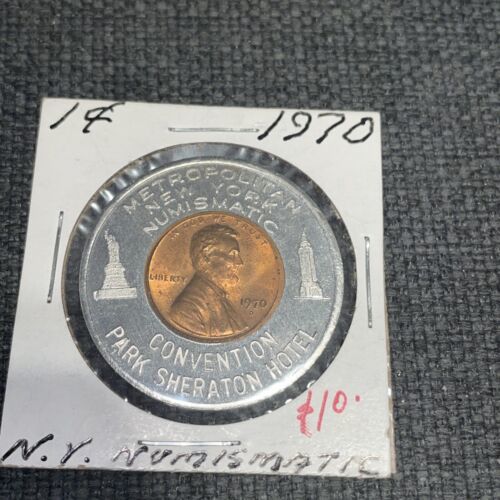 1¢ 1970
METROPOLITAN
NEW YORK
NUMISMATIC
IN GOD WE TRUST
LIBERTY
1970
D
CONVENTION
PARK SHERATON HOTEL
£10.
N.Y. NUMISMATIC